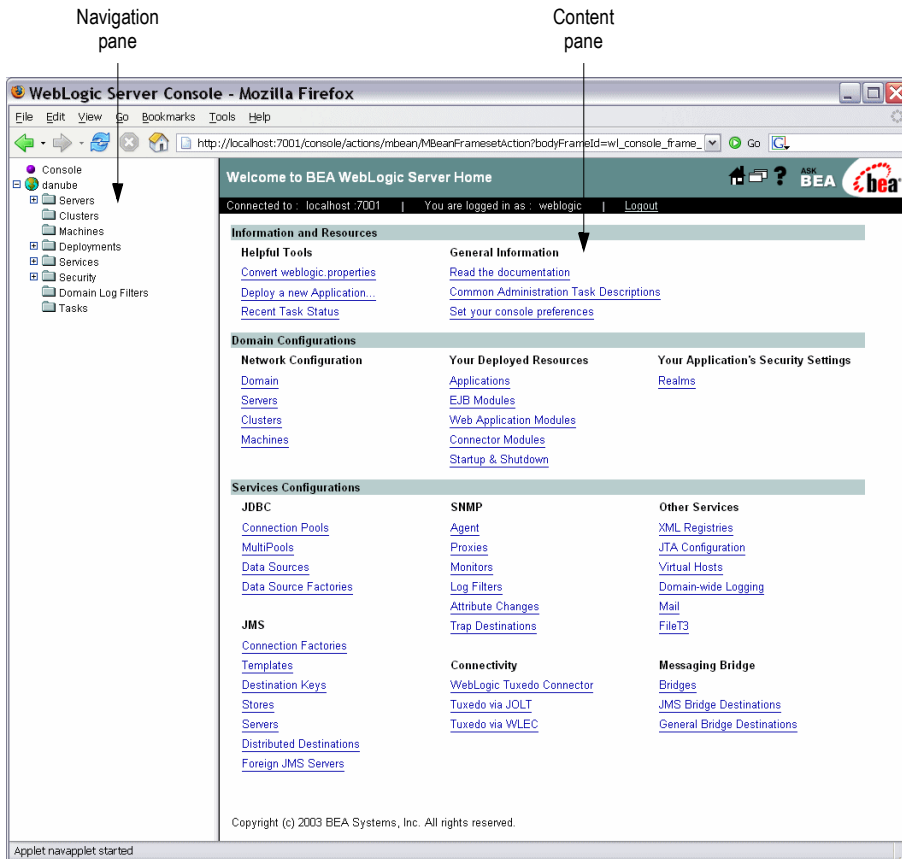 Navigation
pane
Content
pane
WebLogic Server Console - Mozilla Firefox
File Edit View Go Bookmarks Tools Help
http://localhost:7001/console/actions/mbean/MBeanFramesetAction?bodyFrameId=wl_console_frame_ Go
Console
danube
Servers
Clusters
Machines
Deployments
Services
Security
Domain Log Filters
Tasks
Welcome to BEA WebLogic Server Home
ASK
BEA
bea
Connected to : localhost :7001 | You are logged in as : weblogic | Logout
Information and Resources
Helpful Tools
Convert weblogic.properties
Deploy a new Application...
Recent Task Status
General Information
Read the documentation
Common Administration Task Descriptions
Set your console preferences
Domain Configurations
Network Configuration
Domain
Servers
Clusters
Machines
Your Deployed Resources
Applications
EJB Modules
Web Application Modules
Connector Modules
Startup & Shutdown
Your Application's Security Settings
Realms
Services Configurations
JDBC
Connection Pools
MultiPools
Data Sources
Data Source Factories
SNMP
Agent
Proxies
Monitors
Log Filters
Attribute Changes
Trap Destinations
Other Services
XML Registries
JTA Configuration
Virtual Hosts
Domain-wide Logging
Mail
FileT3
JMS
Connection Factories
Templates
Destination Keys
Stores
Servers
Distributed Destinations
Foreign JMS Servers
Connectivity
WebLogic Tuxedo Connector
Tuxedo via JOLT
Tuxedo via WLEC
Messaging Bridge
Bridges
JMS Bridge Destinations
General Bridge Destinations
Copyright (c) 2003 BEA Systems, Inc. All rights reserved.
Applet navapplet started